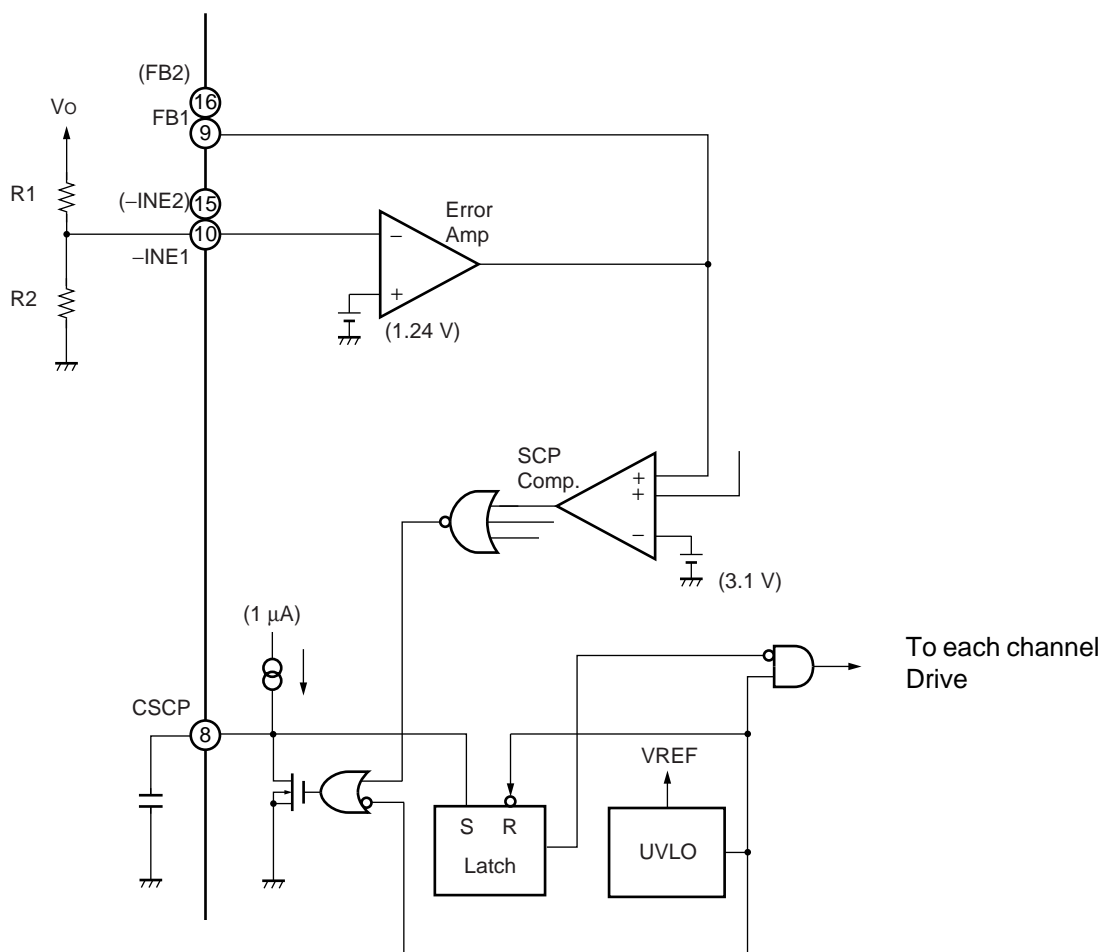 (FB2)
16
Vo
FB1
9
R1
(−INE2)
15
10
−INE1
Error
Amp
−
+
(1.24 V)
R2
SCP
Comp.
+
+
−
(3.1 V)
(1 μA)
To each channel
Drive
CSCP
8
VREF
S R
Latch
UVLO